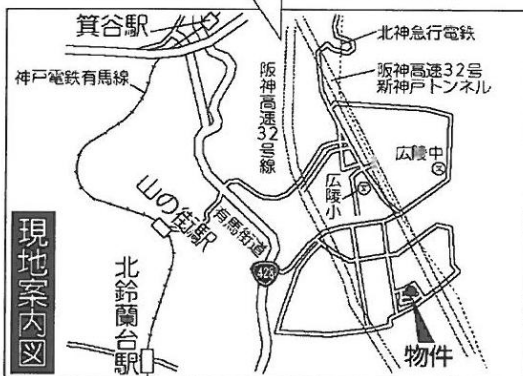 箕谷駅
神戸電鉄有馬線
阪神高速32号線
北神急行電鉄
阪神高速32号
新神戸トンネル
広陵中
文
広陵小
文
山の街駅
有馬街道
428
北鈴蘭台駅
物件
現地案内図